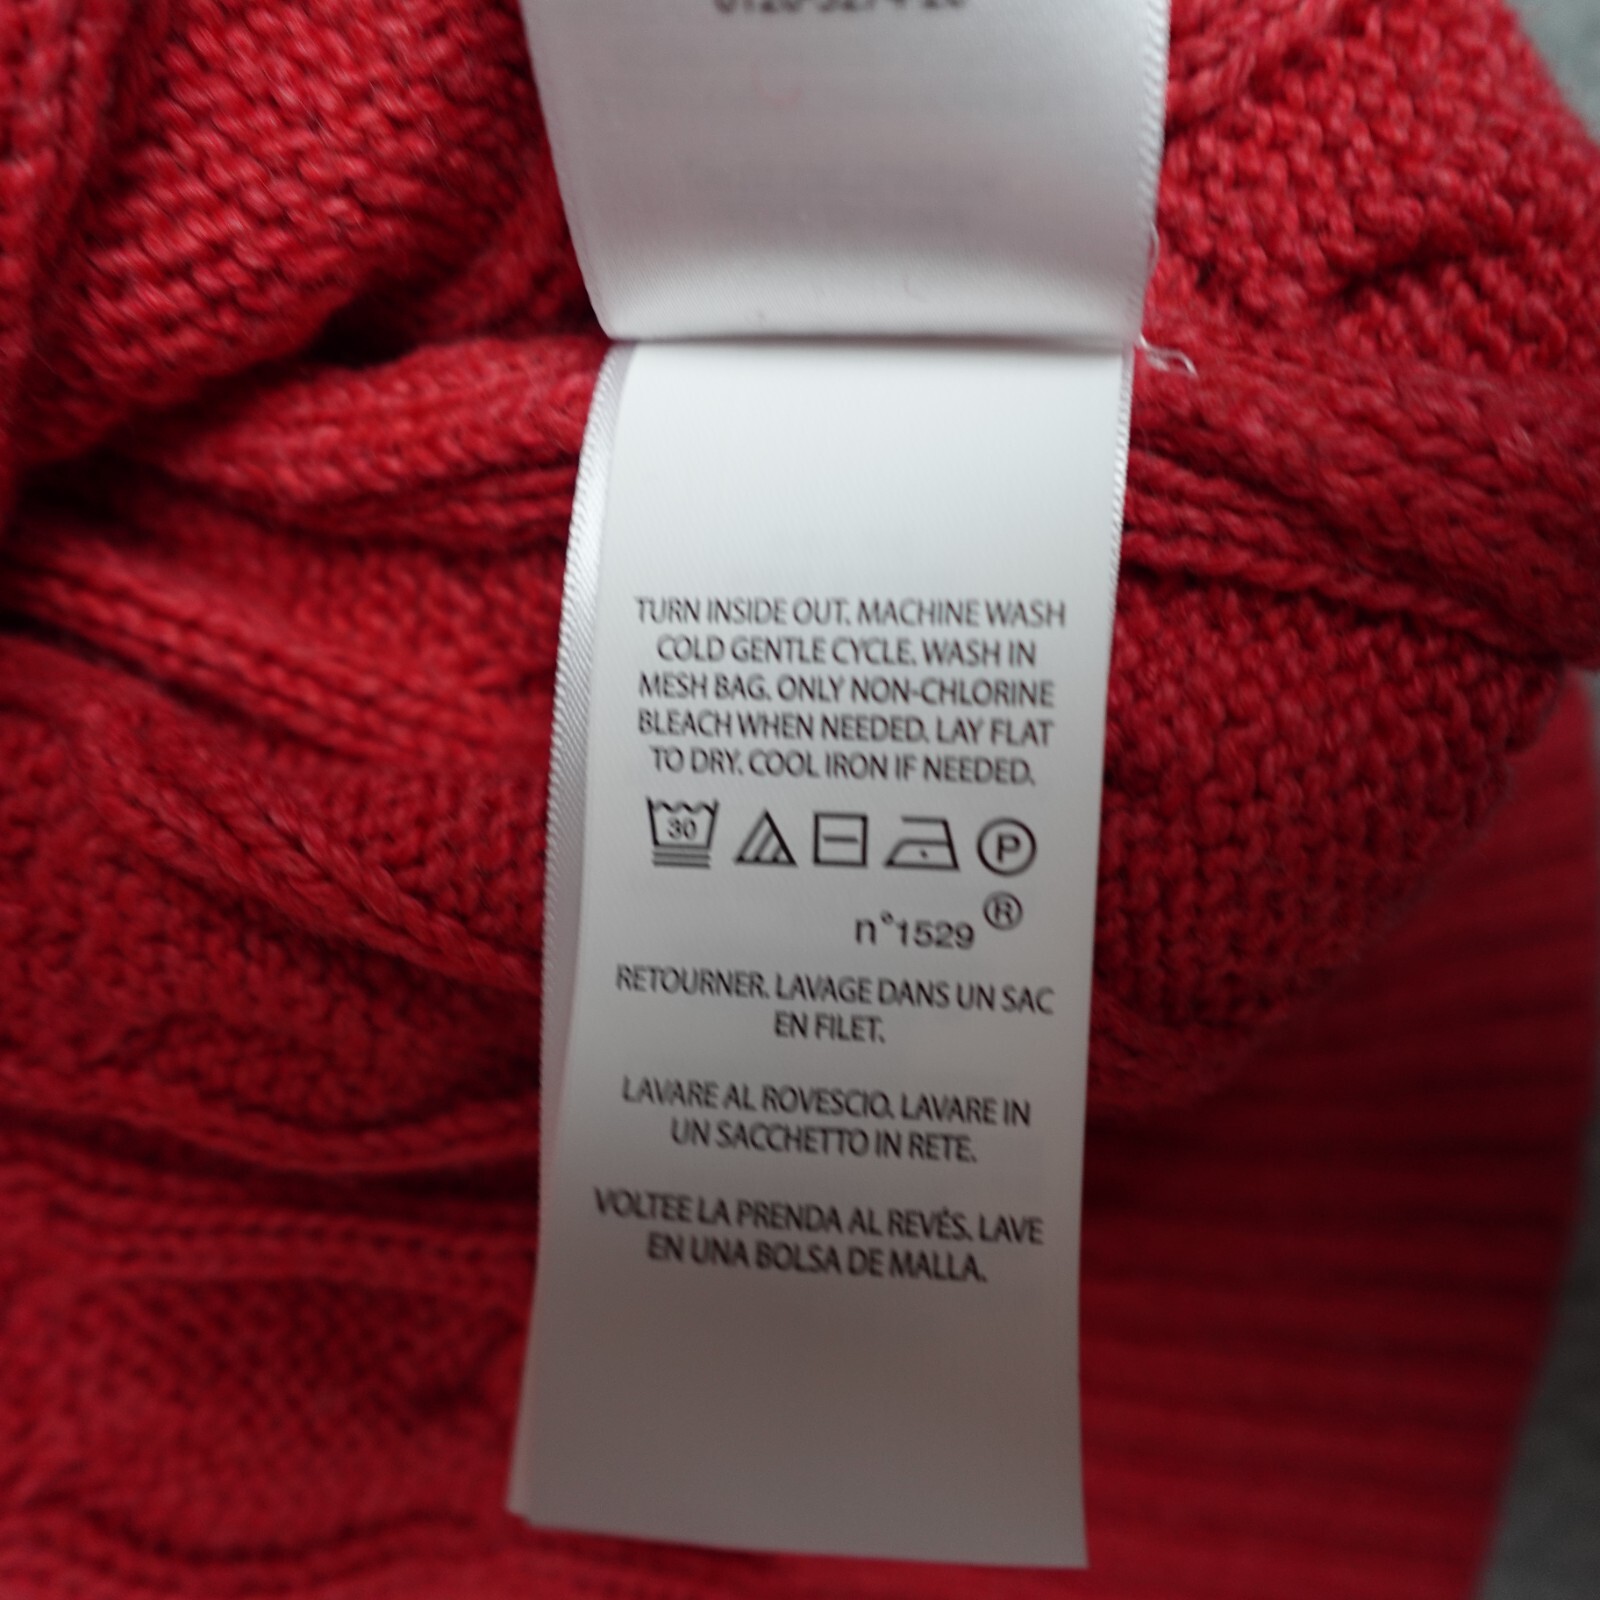 TURN INSIDE OUT. MACHINE WASH
COLD GENTLE CYCLE. WASH IN
MESH BAG. ONLY NON-CHLORINE
BLEACH WHEN NEEDED. LAY FLAT
TO DRY. COOL IRON IF NEEDED.
30 P
n°1529 ®
RETOURNER. LAVAGE DANS UN SAC
EN FILET.
LAVARE AL ROVESCIO. LAVARE IN
UN SACCHETTO IN RETE.
VOLTEE LA PRENDA AL REVÉS. LAVE
EN UNA BOLSA DE MALLA.